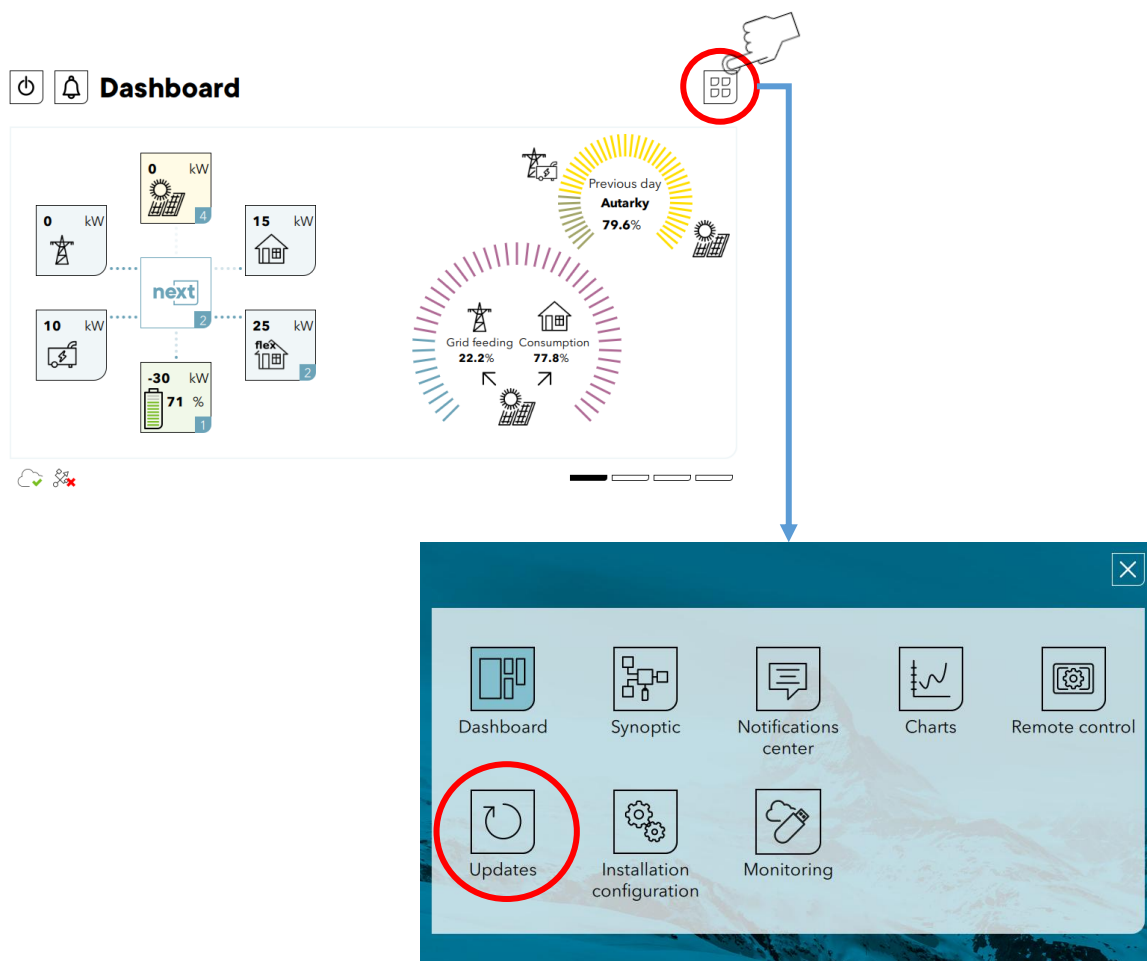 Dashboard
0 kW
4
0 kW
15 kW
next
2
10 kW
25 kW
flex
2
-30 kW
71 %
1
Previous day
Autarky
79.6%
Grid feeding Consumption
22.2% 77.8%
Dashboard
Synoptic
Notifications
center
Charts
Remote control
Updates
Installation
configuration
Monitoring